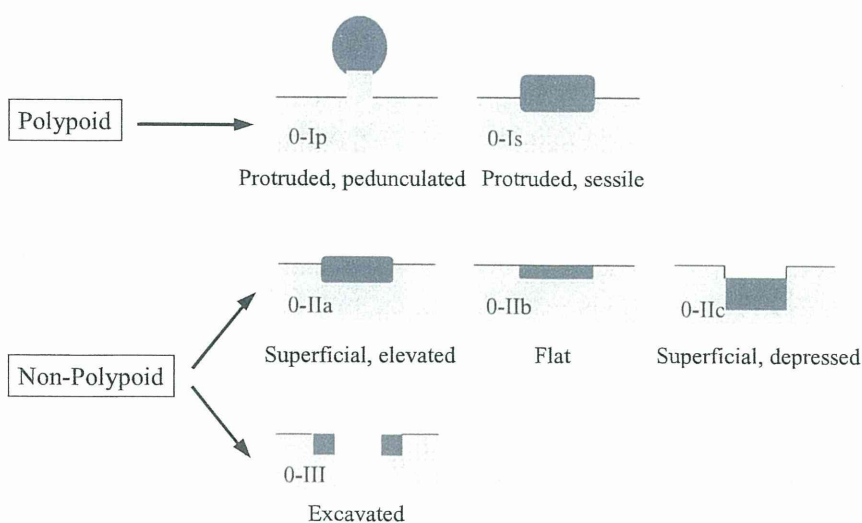 Polypoid
0-Ip
0-Is
Protruded, pedunculated
Protruded, sessile
Non-Polypoid
0-IIa
0-IIb
0-IIc
Superficial, elevated
Flat
Superficial, depressed
0-III
Excavated